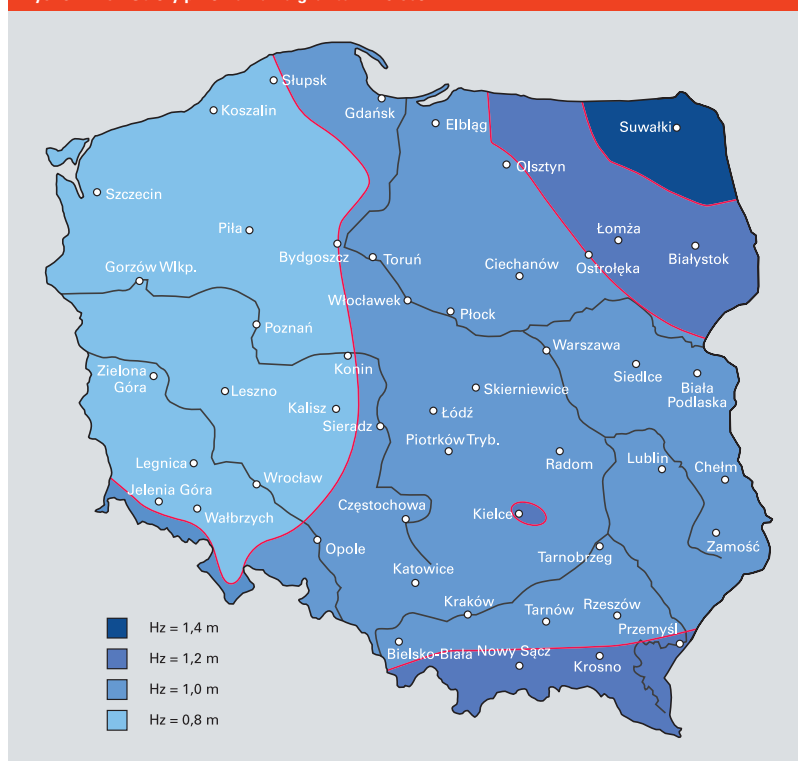 Słupsk
Koszalin
Gdańsk
Elbląg
Suwałki
Olsztyn
Szczecin
Piła
Łomża
Białystok
Bydgoszcz
Toruń
Ciechanów
Ostrołęka
Gorzów Wlkp.
Włocławek
Płock
Poznań
Warszawa
Konin
Siedlce
Zielona
Góra
Biała
Podlaska
Leszno
Skierniewice
Kalisz
Łódź
Sieradz
Piotrków Tryb.
Legnica
Radom
Lublin
Chełm
Wrocław
Jelenia Góra
Wałbrzych
Częstochowa
Kielce
Opole
Tarnobrzeg
Zamość
Katowice
Kraków
Tarnów
Rzeszów
Przemyśl
Bielsko-Biała
Nowy Sącz
Krosno
Hz = 1,4 m
Hz = 1,2 m
Hz = 1,0 m
Hz = 0,8 m